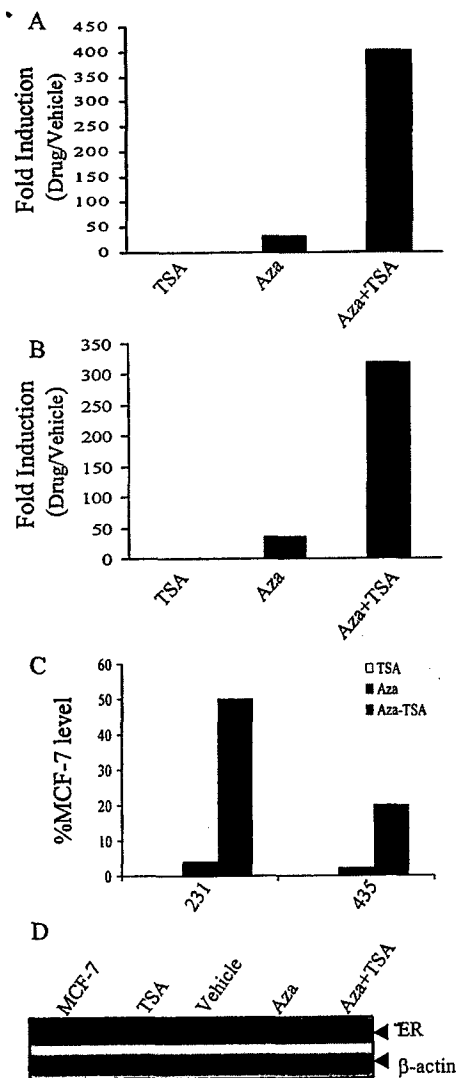 A
Fold Induction
(Drug/Vehicle)
450
400
350
300
250
200
150
100
50
0
TSA
Aza
Aza+TSA
B
Fold Induction
(Drug/Vehicle)
350
300
250
200
150
100
50
0
TSA
Aza
Aza+TSA
C
%MCF-7 level
60
50
40
30
20
10
0
TSA
Aza
Aza-TSA
231
435
D
MCF-7
TSA
Vehicle
Aza
Aza+TSA
ER
β-actin